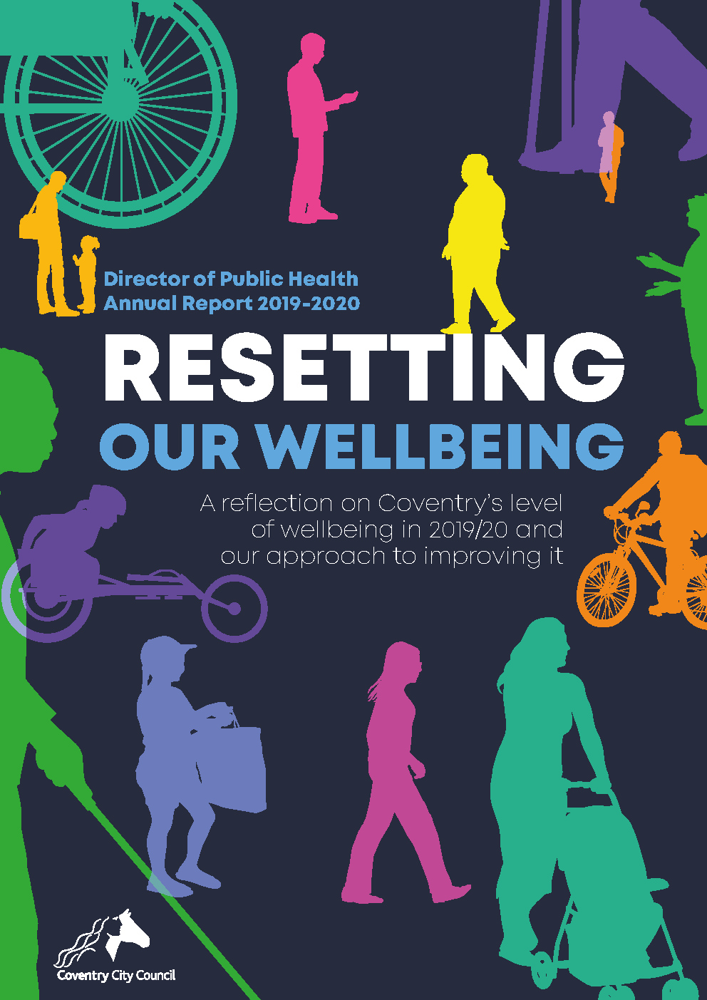 Director of Public Health
Annual Report 2019-2020
RESETTING
OUR WELLBEING
A reflection on Coventry’s level
of wellbeing in 2019/20 and
our approach to improving it
Coventry City Council